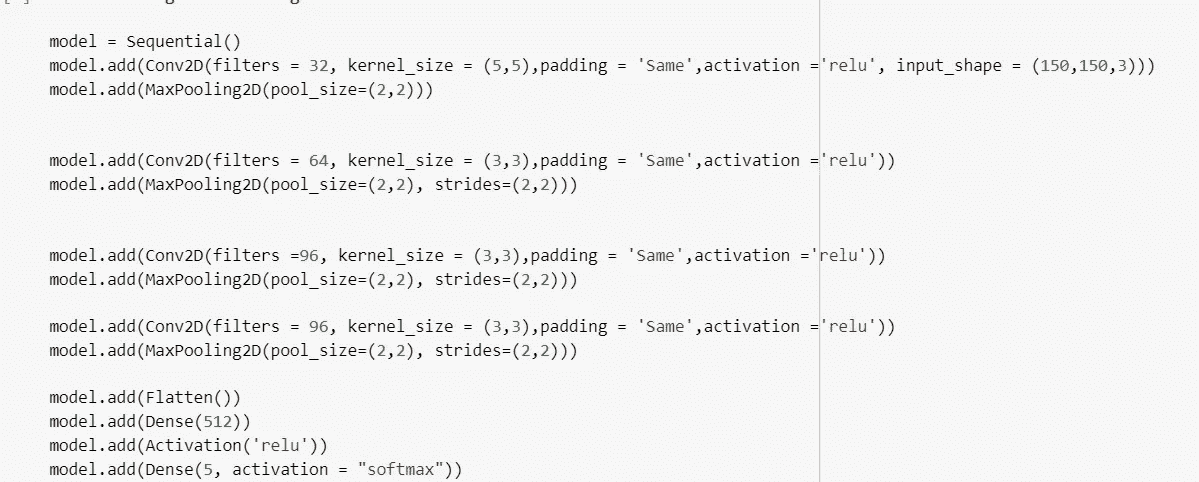 model = Sequential()
model.add(Conv2D(filters = 32, kernel_size = (5,5),padding = 'Same',activation ='relu', input_shape = (150,150,3)))
model.add(MaxPooling2D(pool_size=(2,2)))
model.add(Conv2D(filters = 64, kernel_size = (3,3),padding = 'Same',activation ='relu'))
model.add(MaxPooling2D(pool_size=(2,2), strides=(2,2)))
model.add(Conv2D(filters =96, kernel_size = (3,3),padding = 'Same',activation ='relu'))
model.add(MaxPooling2D(pool_size=(2,2), strides=(2,2)))
model.add(Conv2D(filters = 96, kernel_size = (3,3),padding = 'Same',activation ='relu'))
model.add(MaxPooling2D(pool_size=(2,2), strides=(2,2)))
model.add(Flatten())
model.add(Dense(512))
model.add(Activation('relu'))
model.add(Dense(5, activation = "softmax"))